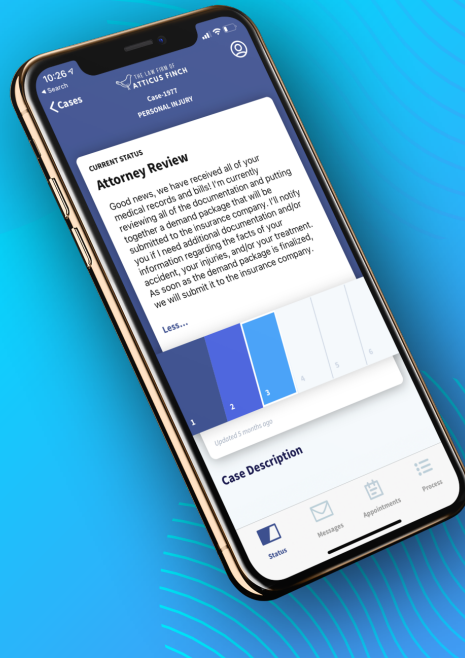 10:26
Search
Cases
THE LAW FIRM OF
ATTICUS FINCH
Case-1977
PERSONAL INJURY
CURRENT STATUS
Attorney Review
Good news, we have received all of your
medical records and bills! I'm currently
reviewing all of the documentation and putting
together a demand package that will be
submitted to the insurance company. I'll notify
you if I need additional documentation and/or
information regarding the facts of your
accident, your injuries, and/or your treatment.
As soon as the demand package is finalized,
we will submit it to the insurance company.
Less...
1
2
3
4
5
6
Updated 5 months ago
Case Description
Status
Messages
Appointments
Process